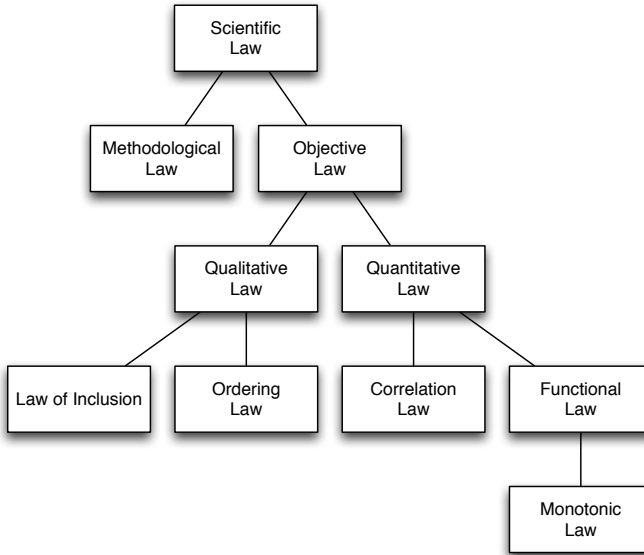 Scientific
Law
Methodological
Law
Objective
Law
Qualitative
Law
Quantitative
Law
Law of Inclusion
Ordering
Law
Correlation
Law
Functional
Law
Monotonic
Law